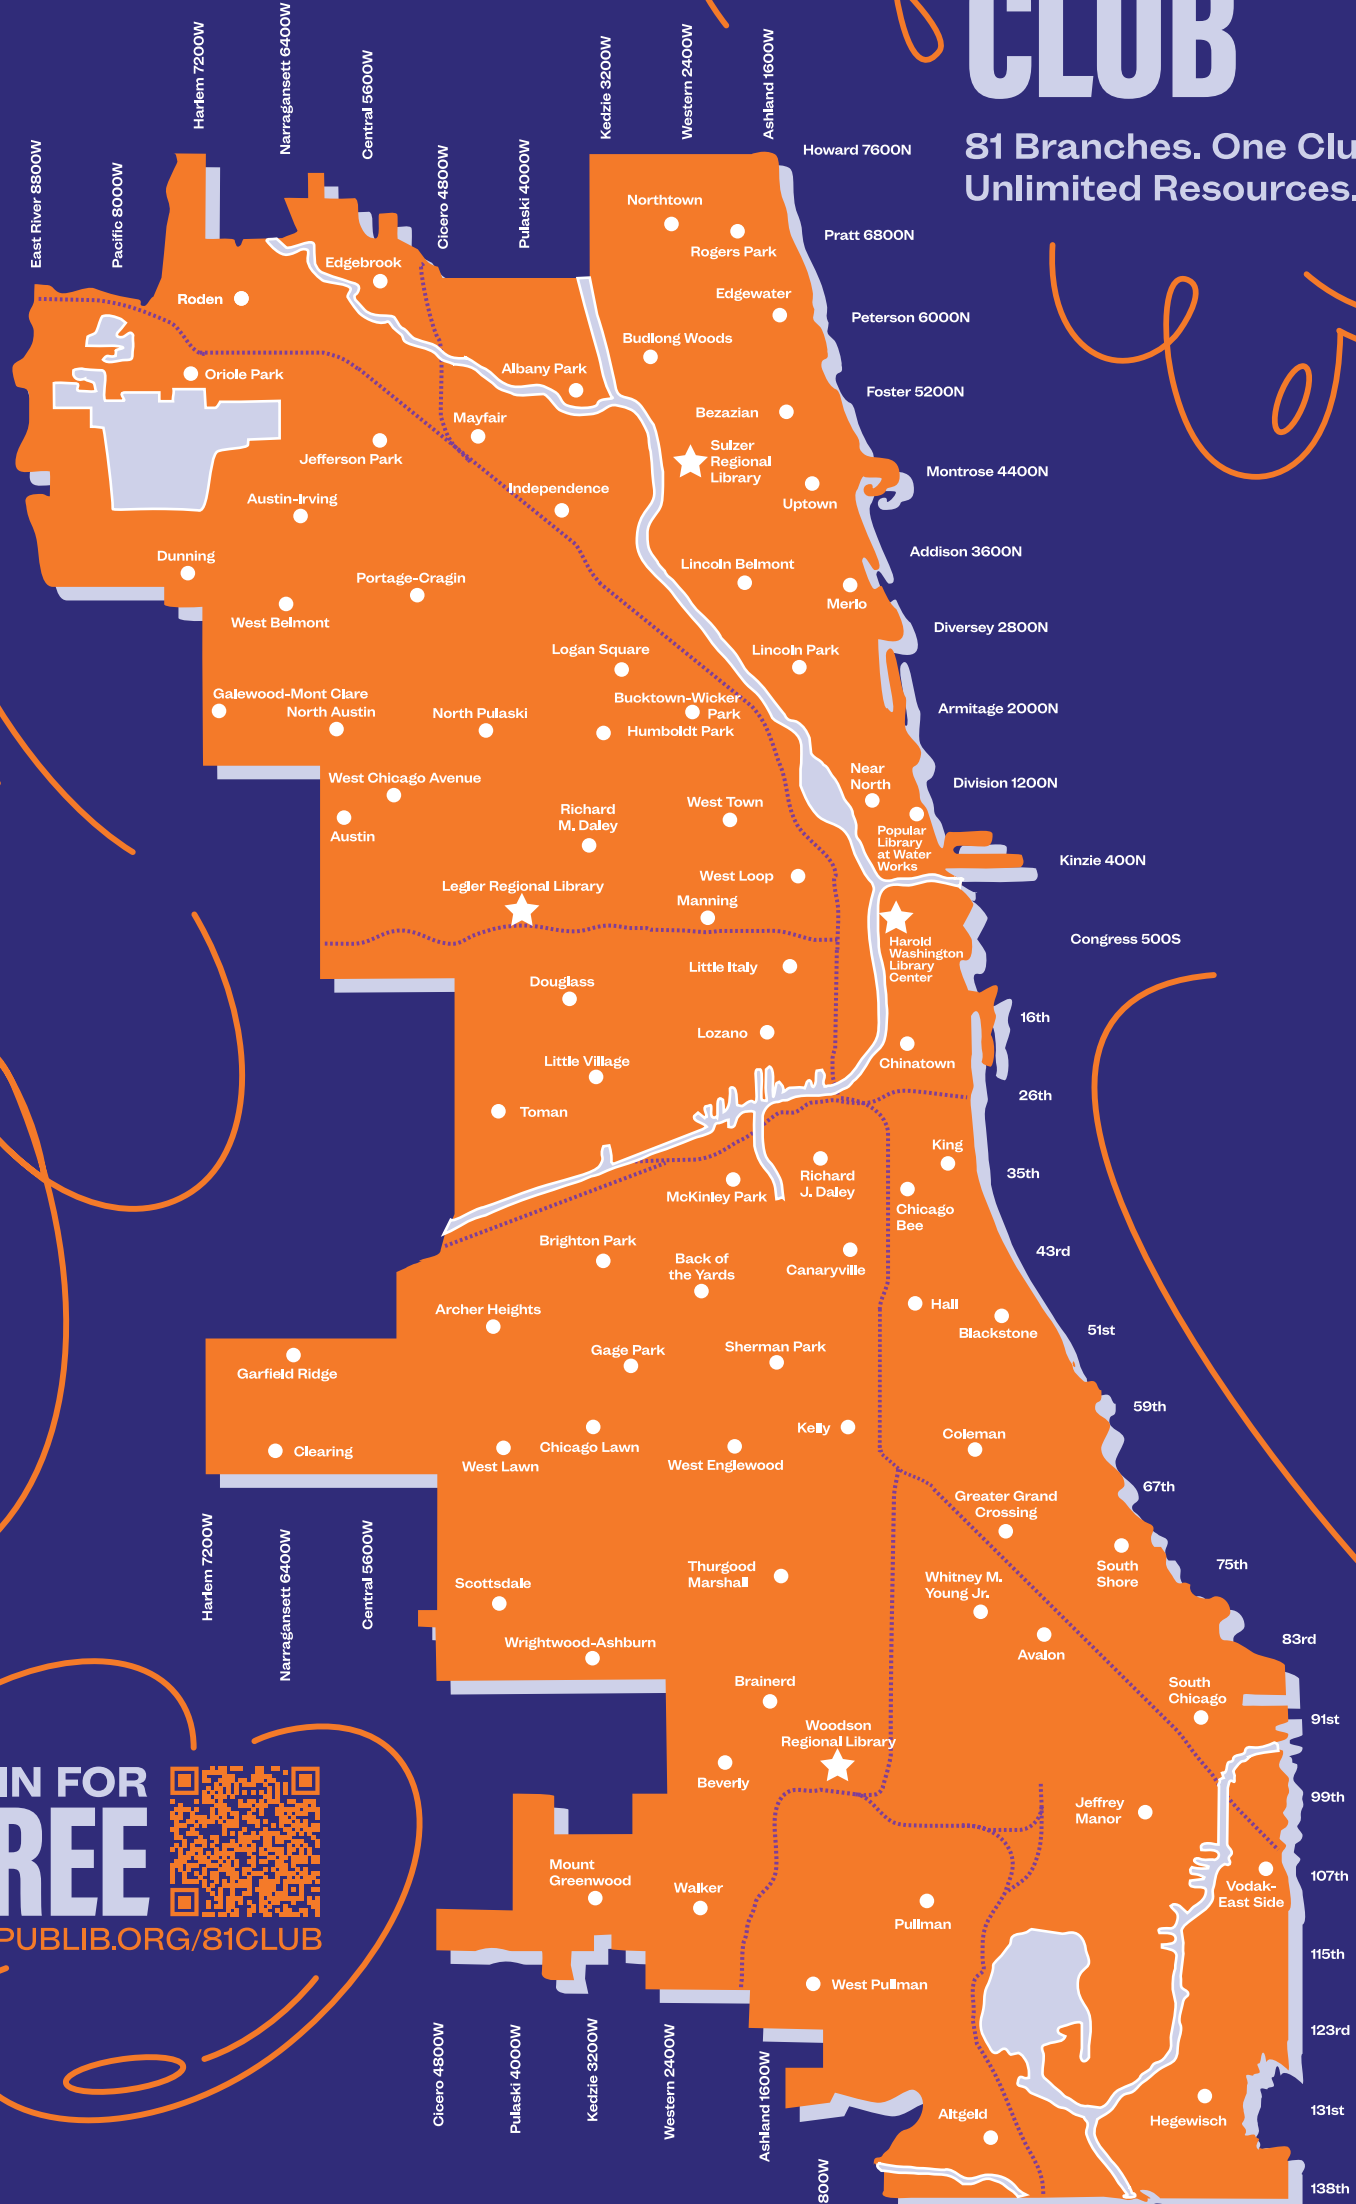 CLUB
81 Branches. One Clu
Unlimited Resources.
East River 8800W
Pacific 8000W
Harlem 7200W
Narragansett 6400W
Central 5600W
Cicero 4800W
Pulaski 4000W
Kedzie 3200W
Western 2400W
Ashland 1600W
Howard 7600N
Northtown
Rogers Park
Pratt 6800N
Edgebrook
Roden
Edgewater
Peterson 6000N
Budlong Woods
Albany Park
Oriole Park
Foster 5200N
Bezazian
Mayfair
Jefferson Park
Sulzer
Regional
Library
Montrose 4400N
Independence
Austin-Irving
Uptown
Dunning
Addison 3600N
Lincoln Belmont
Portage-Cragin
Merlo
West Belmont
Diversey 2800N
Logan Square
Lincoln Park
Galewood-Mont Clare
Bucktown-Wicker
Park
North Austin
North Pulaski
Armitage 2000N
Humboldt Park
Near
North
West Chicago Avenue
Division 1200N
West Town
Richard
M. Daley
Austin
Popular
Library
at Water
Works
Kinzie 400N
West Loop
Legler Regional Library
Manning
Harold
Washington
Library
Center
Congress 500S
Little Italy
Douglass
16th
Lozano
Little Village
Chinatown
26th
Toman
King
35th
Richard
J. Daley
McKinley Park
Chicago
Bee
Brighton Park
43rd
Back of
the Yards
Canaryville
Hall
Archer Heights
Blackstone
51st
Gage Park
Sherman Park
Garfield Ridge
59th
Kelly
Coleman
Chicago Lawn
Clearing
West Lawn
West Englewood
67th
Greater Grand
Crossing
Harlem 7200W
Narragansett 6400W
Central 5600W
South
Shore
75th
Thurgood
Marshall
Whitney M.
Young Jr.
Scottsdale
Wrightwood-Ashburn
Avalon
83rd
Brainerd
South
Chicago
91st
Woodson
Regional Library
Beverly
IN FOR
REE
PUBLIB.ORG/81CLUB
99th
Jeffrey
Manor
Mount
Greenwood
Walker
107th
Vodak-
East Side
Pullman
115th
West Pullman
123rd
Cicero 4800W
Pulaski 4000W
Kedzie 3200W
Western 2400W
Ashland 1600W
800W
Altgeld
Hegewisch
131st
138th